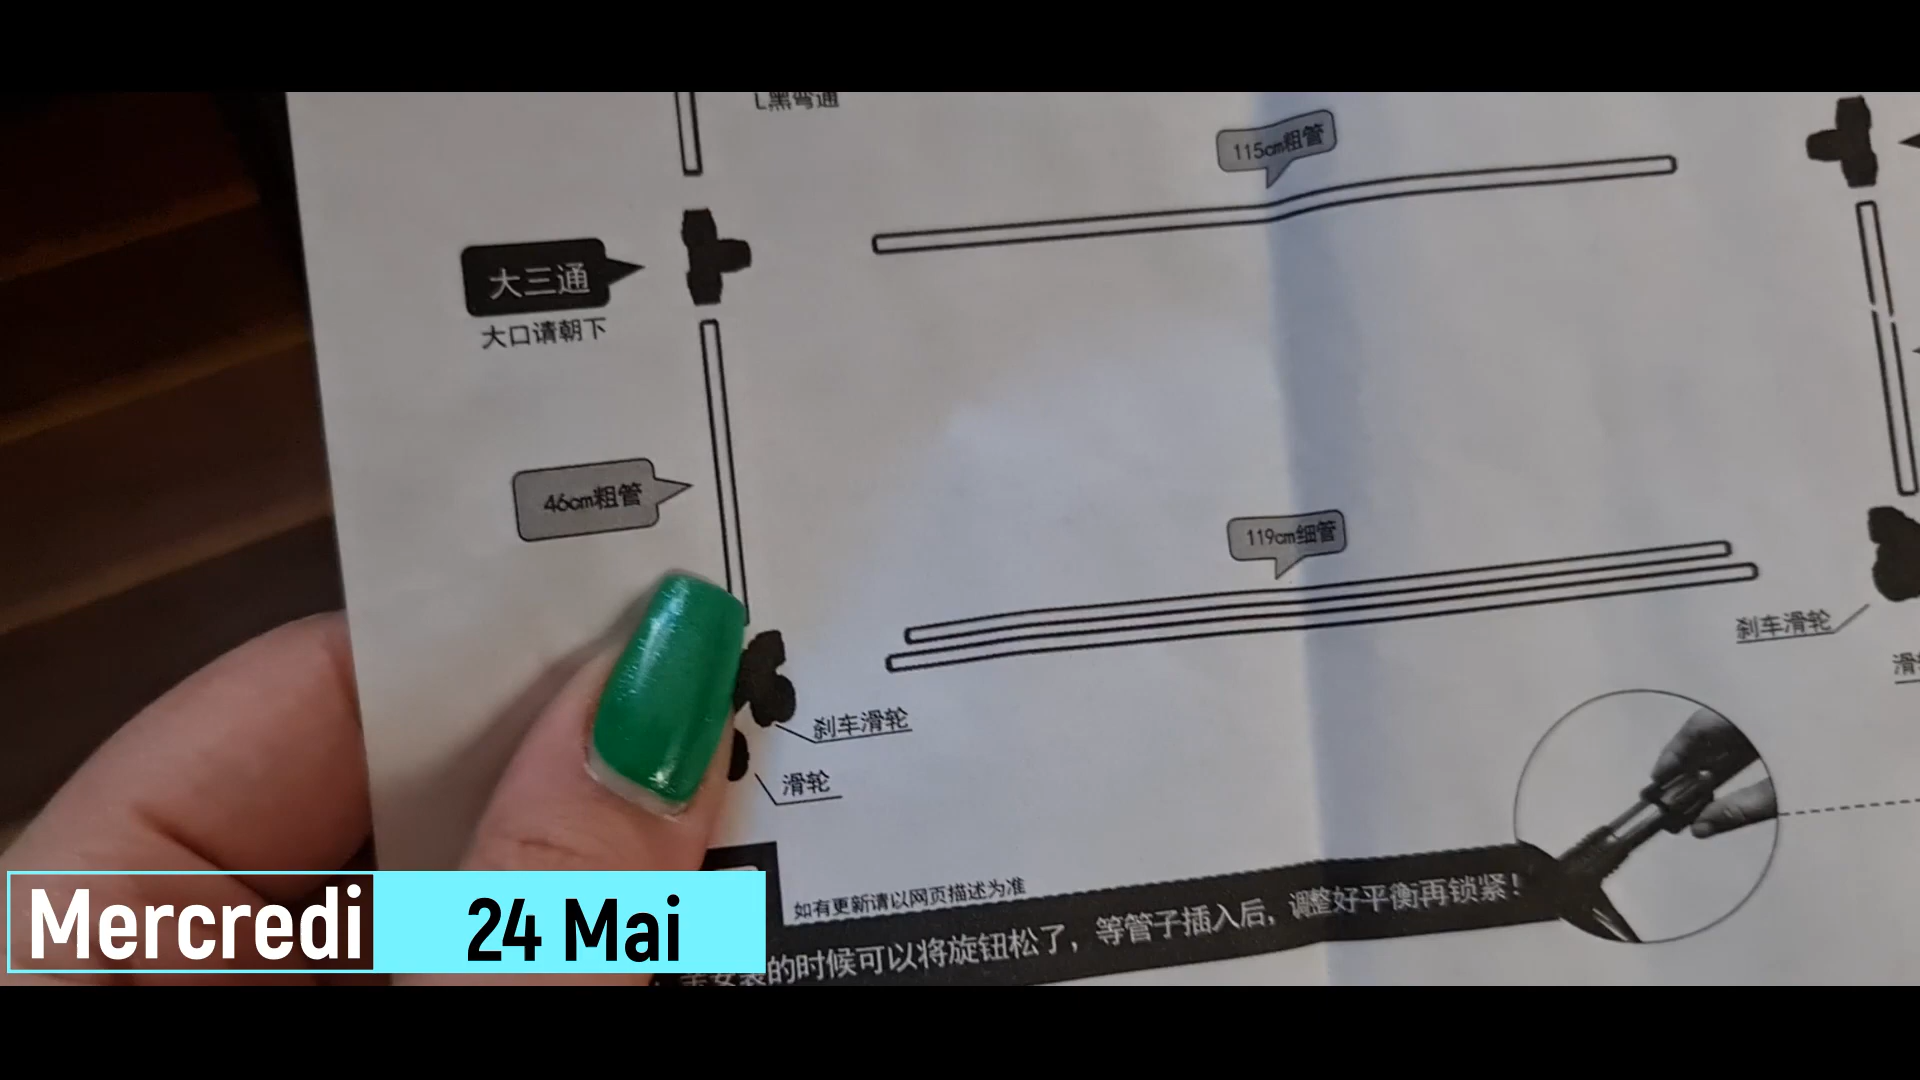 L黑弯通
115cm粗管
大三通
大口请朝下
46cm粗管
119cm细管
刹车滑轮
刹车滑轮
滑轮
如有更新请以网页描述为准
安装的时候可以将旋钮松了，等管子插入后，调整好平衡再锁紧！
Mercredi 24 Mai